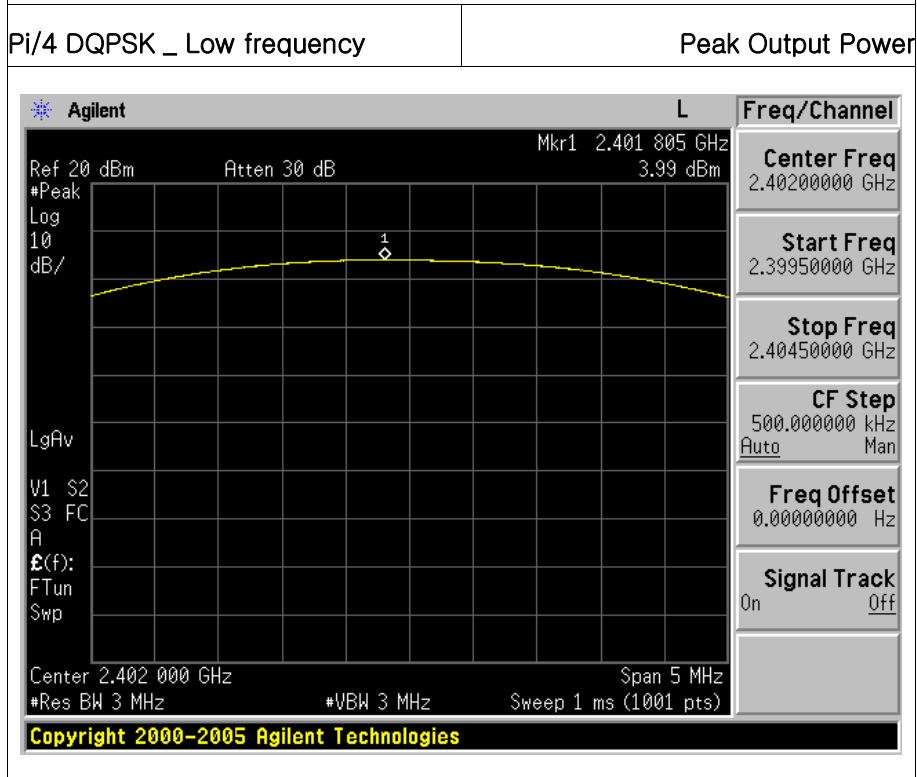 Pi/4 DQPSK _ Low frequency Peak Output Power
Agilent L Freq/Channel
Mkr1 2.401 805 GHz
Ref 20 dBm Atten 30 dB 3.99 dBm
#Peak
Log
10
dB/
1
LgAv
V1 S2
S3 FC
A
£(f):
FTun
Swp
Center 2.402 000 GHz Span 5 MHz
#Res BW 3 MHz #VBW 3 MHz Sweep 1 ms (1001 pts)
Center Freq
2.40200000 GHz
Start Freq
2.39950000 GHz
Stop Freq
2.40450000 GHz
CF Step
500.000000 kHz
Auto Man
Freq Offset
0.00000000 Hz
Signal Track
On Off
Copyright 2000-2005 Agilent Technologies